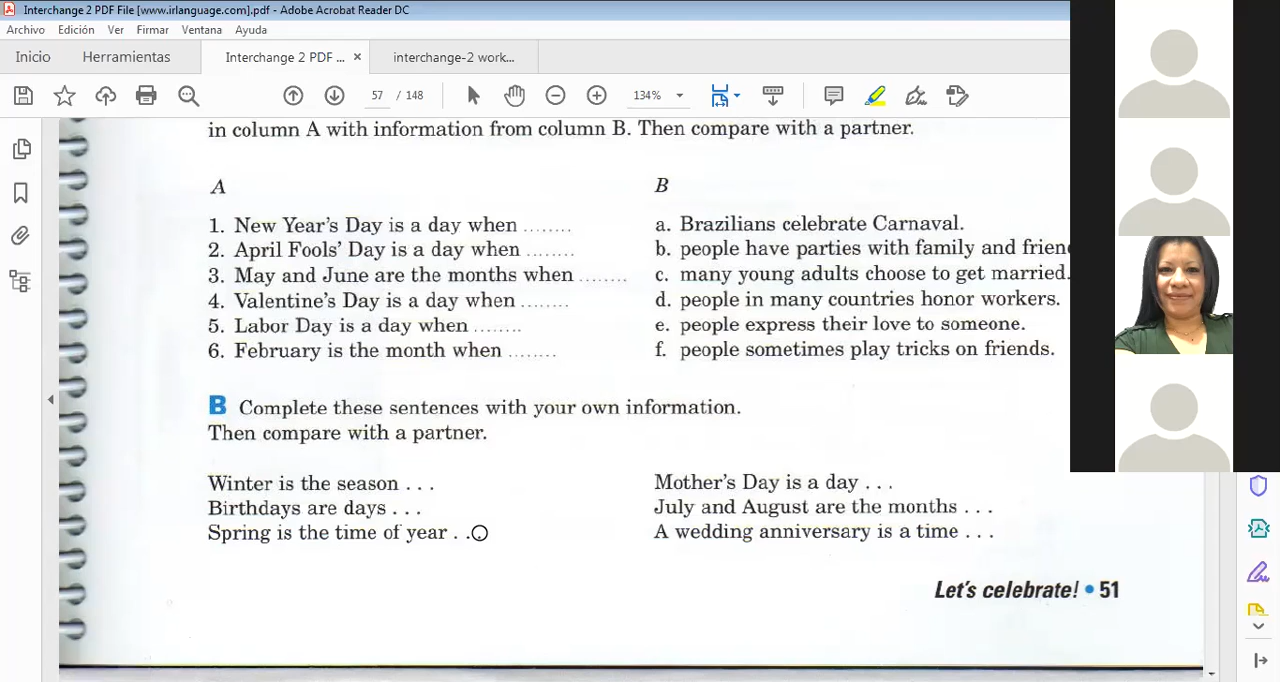 Interchange 2 PDF File [www.irlanguage.com].pdf - Adobe Acrobat Reader DC
Archivo Edición Ver Firmar Ventana Ayuda
Inicio Herramientas Interchange 2 PDF ... × interchange-2 work...
57 / 148 134%
in column A with information from column B. Then compare with a partner.
A
B
1. New Year's Day is a day when ........
2. April Fools' Day is a day when ........
3. May and June are the months when ........
4. Valentine's Day is a day when ........
5. Labor Day is a day when ........
6. February is the month when ........
a. Brazilians celebrate Carnaval.
b. people have parties with family and frien
c. many young adults choose to get married.
d. people in many countries honor workers.
e. people express their love to someone.
f. people sometimes play tricks on friends.
B Complete these sentences with your own information.
Then compare with a partner.
Winter is the season . . .
Birthdays are days . . .
Spring is the time of year . .
Mother's Day is a day . . .
July and August are the months . . .
A wedding anniversary is a time . . .
Let's celebrate! • 51